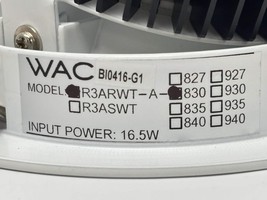 WAC BI0416-G1 827 927
MODEL R3ARWT-A- 830 930
R3ASWT 835 935
840 940
INPUT POWER: 16.5W